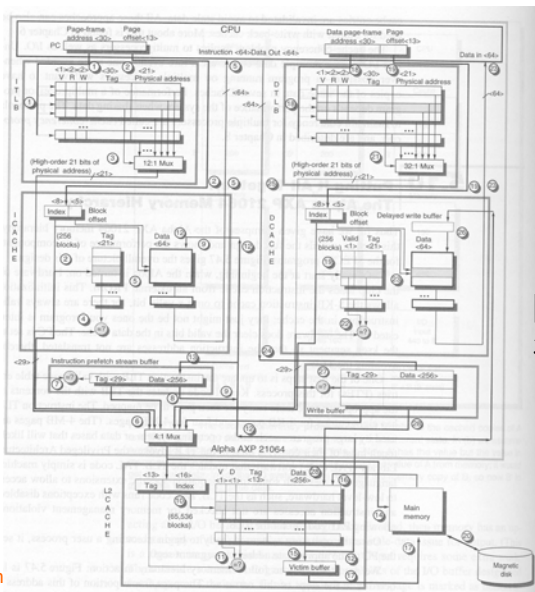 CPU
Page-frame address <30>
Page offset<13>
PC
Instruction <64>
Data Out <64>
Data page-frame address <30>
Page offset<13>
Data in <64>
ITLB
<1><2><2>
V R W
<30>
Tag
<21>
Physical address
<64>
...
12:1 Mux
(High-order 21 bits of physical address)
<21>
DTLB
<1><2><2>
V R W
<30>
Tag
<21>
Physical address
<64>
<64>
...
32:1 Mux
(High-order 21 bits of physical address)
<21>
ICACHE
<8> <5>
Index
Block offset
(256 blocks)
Tag
<21>
Data
<64>
...
=?
DCACHE
<8> <5>
Index
Block offset
Delayed write buffer
(256 blocks)
Valid
<1>
Tag
<21>
Data
<64>
...
=?
<29>
Instruction prefetch stream buffer
=?
Tag <29>
Data <256>
<29>
=?
Tag <29>
Data <256>
Write buffer
4:1 Mux
Alpha AXP 21064
L2 CACHE
<13>
<16>
Tag
Index
V D
<1><1>
Tag
Data
<256>
(65,536 blocks)
...
=?
Victim buffer
Main memory
Magnetic disk